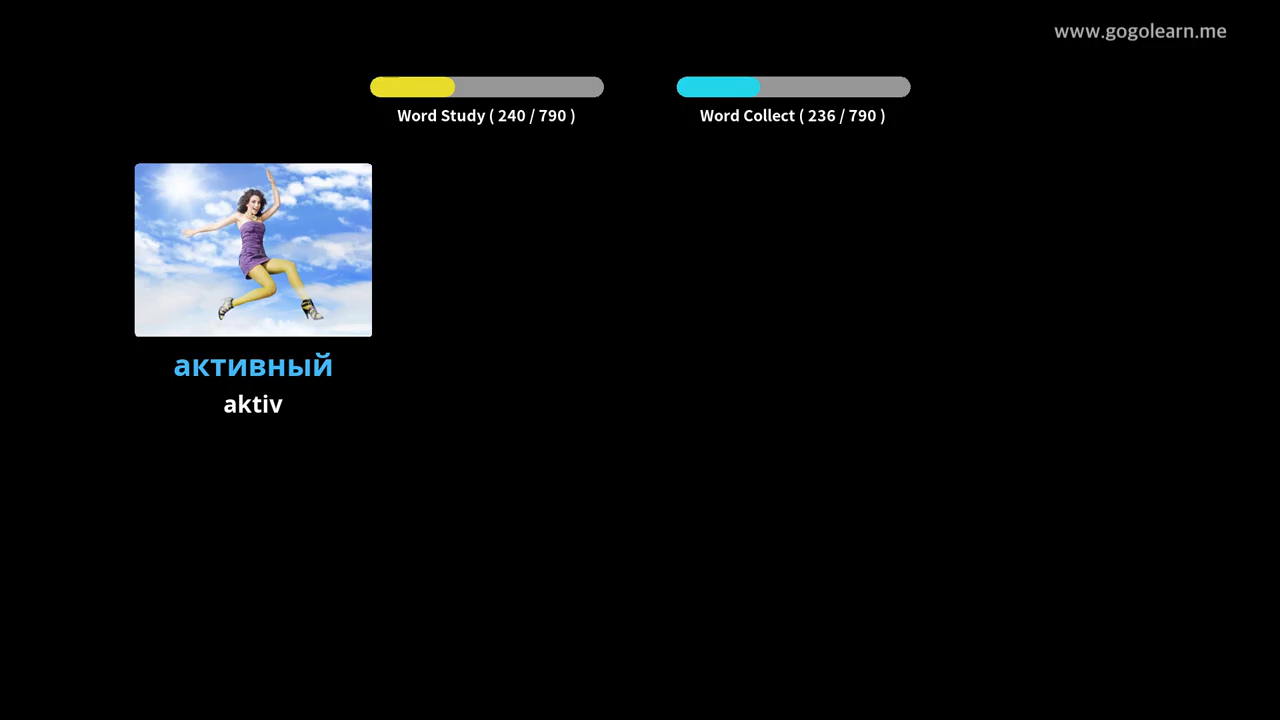 www.gogolearn.me
Word Study ( 240 / 790 )
Word Collect ( 236 / 790 )
активный
aktiv